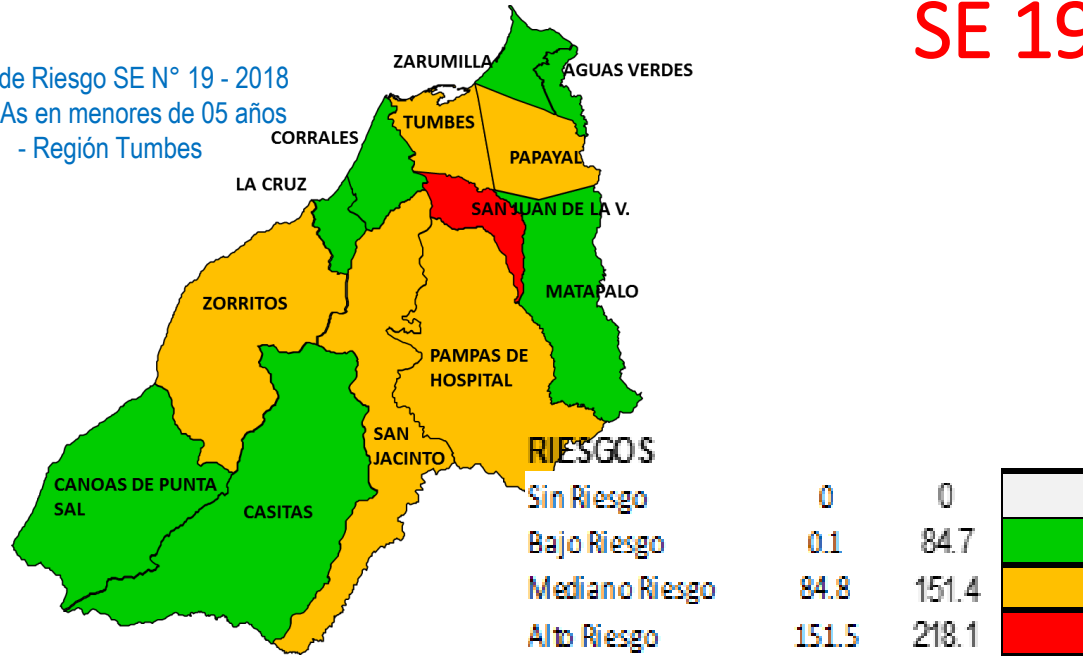 SE 19
de Riesgo SE N° 19 - 2018
As en menores de 05 años
- Región Tumbes
ZARUMILLA
AGUAS VERDES
CORRALES
TUMBES
PAPAYAL
LA CRUZ
SAN JUAN DE LA V.
ZORRITOS
MATAPALO
PAMPAS DE
HOSPITAL
SAN
JACINTO
CANOAS DE PUNTA
SAL
CASITAS
RIESGOS
Sin Riesgo 0 0
Bajo Riesgo 0.1 84.7
Mediano Riesgo 84.8 151.4
Alto Riesgo 151.5 218.1